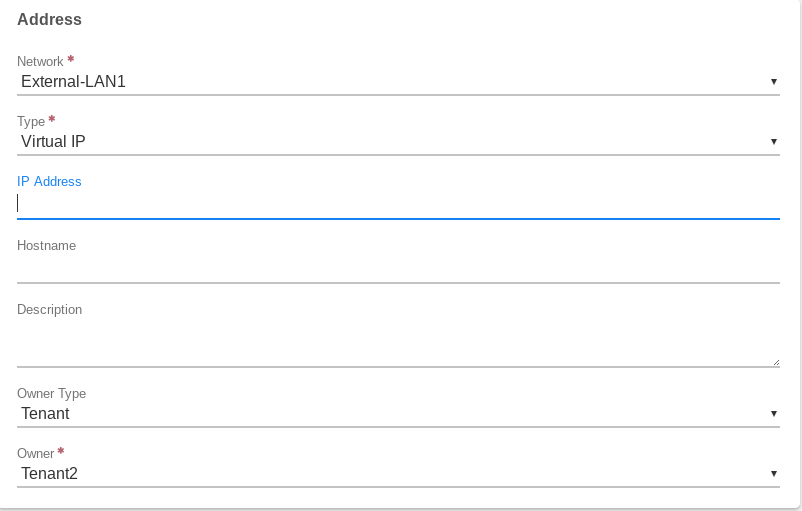 Address
Network *
External-LAN1
Type *
Virtual IP
IP Address
Hostname
Description
Owner Type
Tenant
Owner *
Tenant2